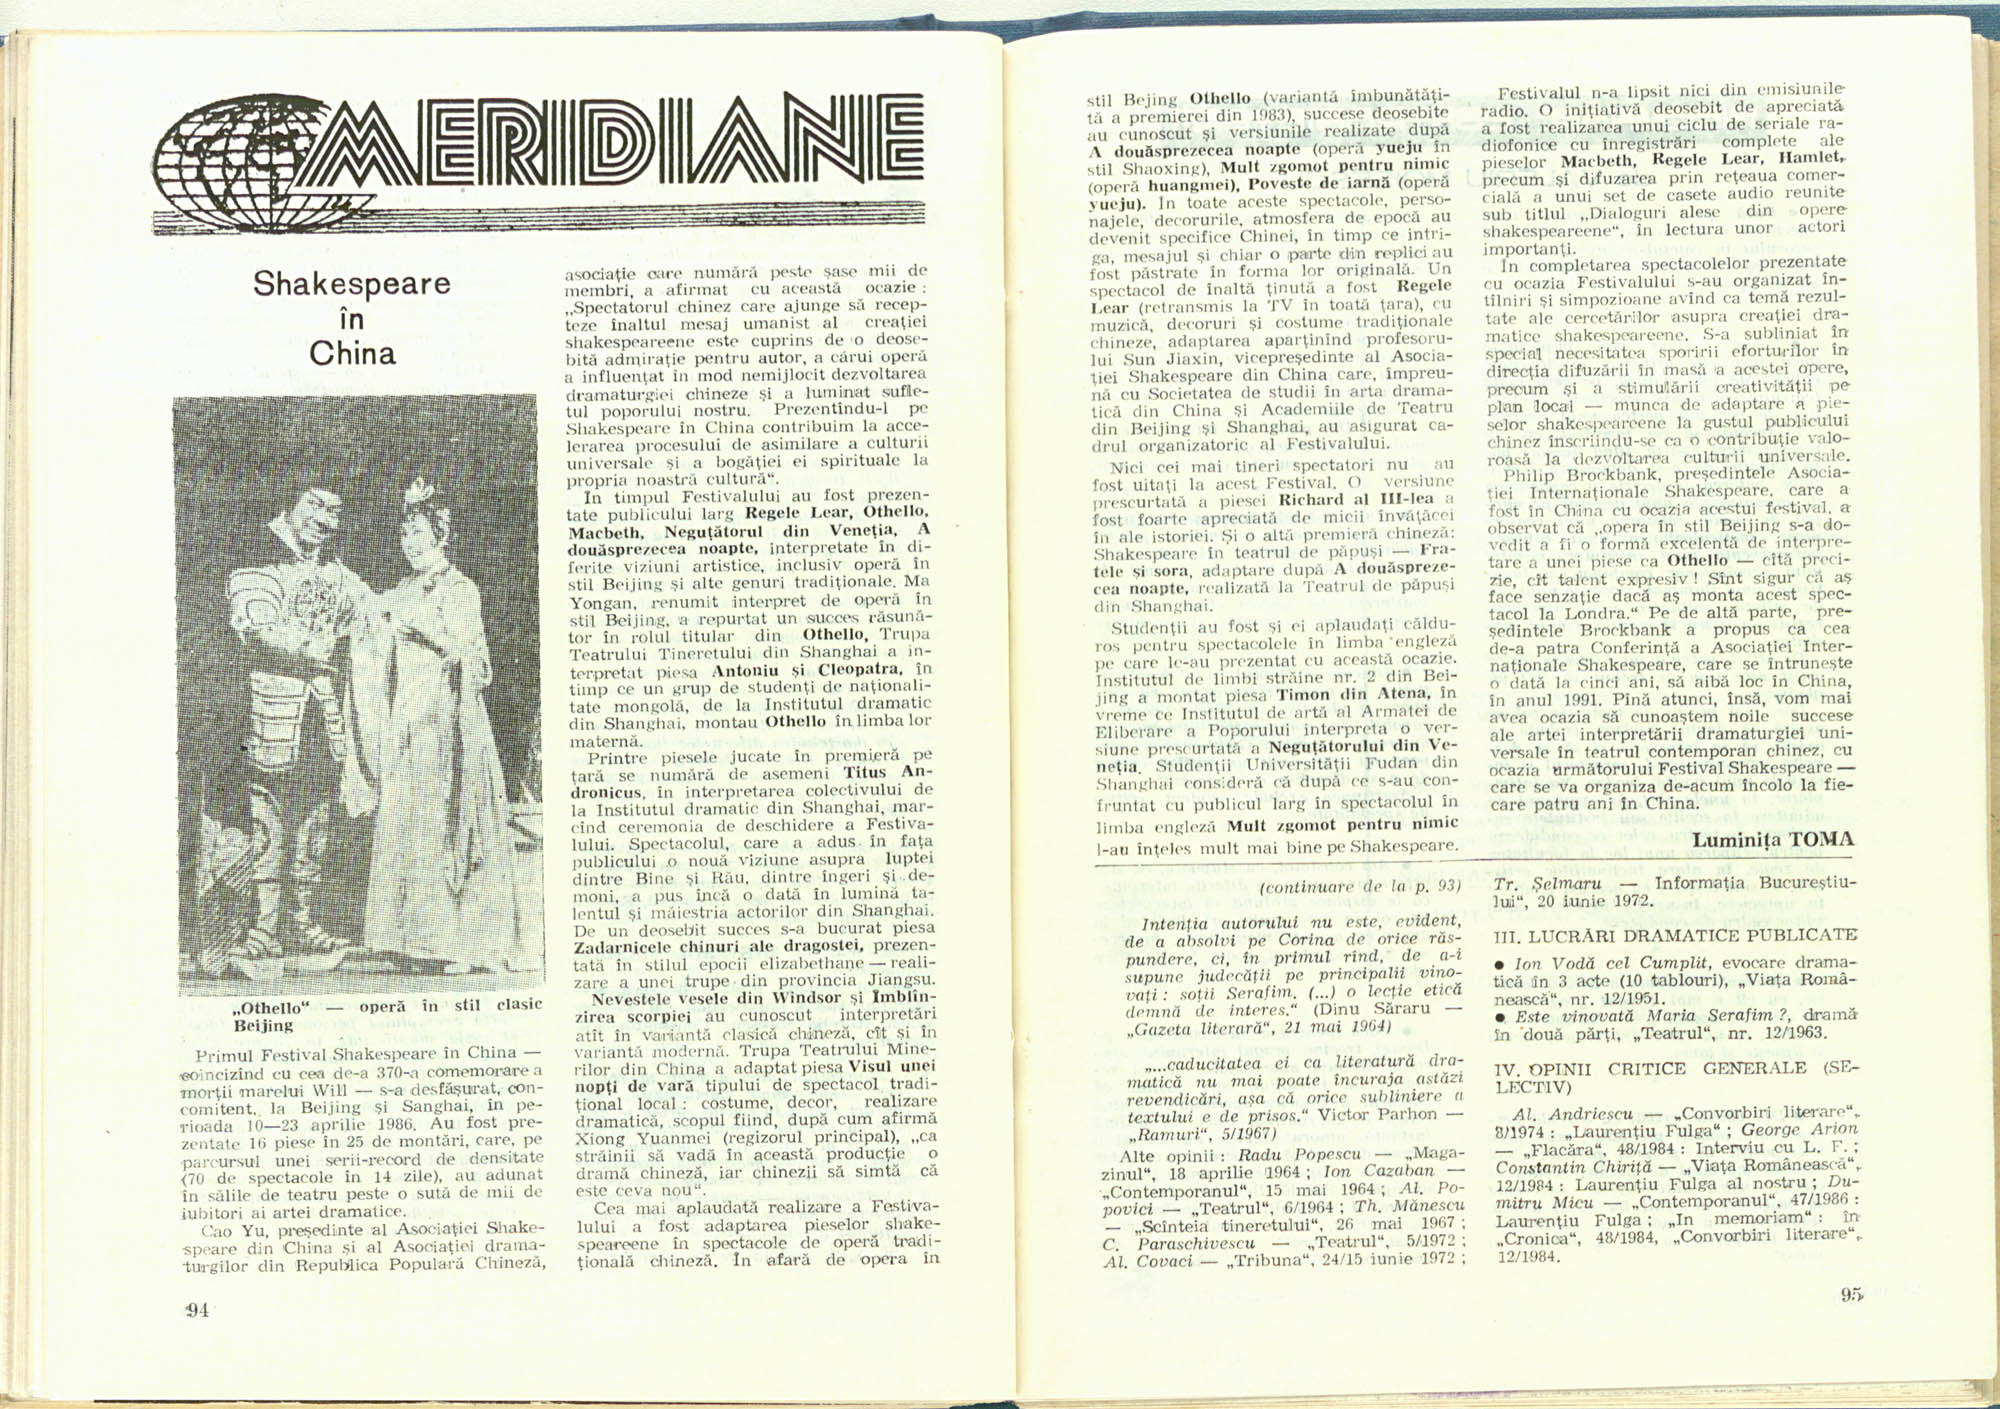 MERIDIANE
Shakespeare
în
China
„Othello“ — operă în stil clasic
Beijing
Primul Festival Shakespeare în China —
coincizînd cu cea de-a 370-a comemorare a
morții marelui Will — s-a desfășurat, con-
comitent, la Beijing și Sanghai, în pe-
rioada 10—23 aprilie 1986. Au fost pre-
zentate 16 piese în 25 de montări, care, pe
parcursul unei serii-record de densitate
(70 de spectacole în 14 zile), au adunat
în sălile de teatru peste o sută de mii de
iubitori ai artei dramatice.
Cao Yu, președinte al Asociației Shake-
speare din China și al Asociației drama-
turgilor din Republica Populară Chineză,
asociație care numără peste șase mii de
membri, a afirmat cu această ocazie :
„Spectatorul chinez care ajunge să recep-
teze înaltul mesaj umanist al creației
shakespeareene este cuprins de o deose-
bită admirație pentru autor, a cărui operă
a influențat în mod nemijlocit dezvoltarea
dramaturgiei chineze și a luminat sufle-
tul poporului nostru. Prezentîndu-l pe
Shakespeare în China contribuim la acce-
lerarea procesului de asimilare a culturii
universale și a bogăției ei spirituale la
propria noastră cultură“.
In timpul Festivalului au fost prezen-
tate publicului larg Regele Lear, Othello,
Macbeth, Neguțătorul din Veneția, A
douăsprezecea noapte, interpretate în di-
ferite viziuni artistice, inclusiv operă în
stil Beijing și alte genuri tradiționale. Ma
Yongan, renumit interpret de operă în
stil Beijing, a repurtat un succes răsună-
tor în rolul titular din Othello, Trupa
Teatrului Tineretului din Shanghai a in-
terpretat piesa Antoniu și Cleopatra, în
timp ce un grup de studenți de naționali-
tate mongolă, de la Institutul dramatic
din Shanghai, montau Othello în limba lor
maternă.
Printre piesele jucate în premieră pe
țară se numără de asemeni Titus An-
dronicus, în interpretarea colectivului de
la Institutul dramatic din Shanghai, mar-
cînd ceremonia de deschidere a Festiva-
lului. Spectacolul, care a adus în fața
publicului o nouă viziune asupra luptei
dintre Bine și Rău, dintre îngeri și de-
moni, a pus încă o dată în lumină ta-
lentul și măiestria actorilor din Shanghai.
De un deosebit succes s-a bucurat piesa
Zadarnicele chinuri ale dragostei, prezen-
tată în stilul epocii elizabethane — reali-
zare a unei trupe din provincia Jiangsu.
Nevestele vesele din Windsor și Imblîn-
zirea scorpiei au cunoscut interpretări
atît în variantă clasică chineză, cît și în
variantă modernă. Trupa Teatrului Mine-
rilor din China a adaptat piesa Visul unei
nopți de vară tipului de spectacol tradi-
țional local : costume, decor, realizare
dramatică, scopul fiind, după cum afirmă
Xiong Yuanmei (regizorul principal), „ca
străinii să vadă în această producție o
dramă chineză, iar chinezii să simtă că
este ceva nou“.
Cea mai aplaudată realizare a Festiva-
lului a fost adaptarea pieselor shake-
speareene în spectacole de operă tradi-
țională chineză. In afară de opera în
94
stil Bejing Othello (variantă îmbunătăți-
tă a premierei din 1983), succese deosebite
au cunoscut și versiunile realizate după
A douăsprezecea noapte (operă yueju în
stil Shaoxing), Mult zgomot pentru nimic
(operă huangmei), Poveste de iarnă (operă
yueju). In toate aceste spectacole, perso-
najele, decorurile, atmosfera de epocă au
devenit specifice Chinei, în timp ce intri-
ga, mesajul și chiar o parte din replici au
fost păstrate în forma lor originală. Un
spectacol de înaltă ținută a fost Regele
Lear (retransmis la TV în toată țara), cu
muzică, decoruri și costume tradiționale
chineze, adaptarea aparținînd profesoru-
lui Sun Jiaxin, vicepreședinte al Asocia-
ției Shakespeare din China care, împreu-
nă cu Societatea de studii în arta drama-
tică din China și Academiile de Teatru
din Beijing și Shanghai, au asigurat ca-
drul organizatoric al Festivalului.
Nici cei mai tineri spectatori nu au
fost uitați la acest Festival. O versiune
prescurtată a piesei Richard al III-lea a
fost foarte apreciată de micii învățăcei
în ale istoriei. Și o altă premieră chineză:
Shakespeare în teatrul de păpuși — Fra-
tele și sora, adaptare după A douăspreze-
cea noapte, realizată la Teatrul de păpuși
din Shanghai.
Studenții au fost și ei aplaudați căldu-
ros pentru spectacolele în limba engleză
pe care le-au prezentat cu această ocazie.
Institutul de limbi străine nr. 2 din Bei-
jing a montat piesa Timon din Atena, în
vreme ce Institutul de artă al Armatei de
Eliberare a Poporului interpreta o ver-
siune prescurtată a Neguțătorului din Ve-
neția. Studenții Universității Fudan din
Shanghai consideră că după ce s-au con-
fruntat cu publicul larg în spectacolul în
limba engleză Mult zgomot pentru nimic
l-au înțeles mult mai bine pe Shakespeare.
Festivalul n-a lipsit nici din emisiunile
radio. O inițiativă deosebit de apreciată
a fost realizarea unui ciclu de seriale ra-
diofonice cu înregistrări complete ale
pieselor Macbeth, Regele Lear, Hamlet,
precum și difuzarea prin rețeaua comer-
cială a unui set de casete audio reunite
sub titlul „Dialoguri alese din opere
shakespeareene“, în lectura unor actori
importanți.
In completarea spectacolelor prezentate
cu ocazia Festivalului s-au organizat în-
tîlniri și simpozioane avînd ca temă rezul-
tate ale cercetărilor asupra creației dra-
matice shakespeareene. S-a subliniat în
special necesitatea sporirii eforturilor în
direcția difuzării în masă a acestei opere,
precum și a stimulării creativității pe
plan local — munca de adaptare a pie-
selor shakespeareene la gustul publicului
chinez înscriindu-se ca o contribuție valo-
roasă la dezvoltarea culturii universale.
Philip Brockbank, președintele Asocia-
ției Internaționale Shakespeare, care a
fost în China cu ocazia acestui festival, a
observat că „opera în stil Beijing s-a do-
vedit a fi o formă excelentă de interpre-
tare a unei piese ca Othello — cîtă preci-
zie, cît talent expresiv ! Sînt sigur că aș
face senzație dacă aș monta acest spec-
tacol la Londra.“ Pe de altă parte, pre-
ședintele Brockbank a propus ca cea
de-a patra Conferință a Asociației Inter-
naționale Shakespeare, care se întrunește
o dată la cinci ani, să aibă loc în China,
în anul 1991. Pînă atunci, însă, vom mai
avea ocazia să cunoaștem noile succese
ale artei interpretării dramaturgiei uni-
versale în teatrul contemporan chinez, cu
ocazia următorului Festival Shakespeare —
care se va organiza de-acum încolo la fie-
care patru ani în China.
Luminița TOMA
(continuare de la p. 93)
Intenția autorului nu este, evident,
de a absolvi pe Corina de orice răs-
pundere, ci, în primul rînd, de a-i
supune judecății pe principalii vino-
vați : soții Serafim. (...) o lecție etică
demnă de interes.“ (Dinu Săraru —
„Gazeta literară“, 21 mai 1964)
„...caducitatea ei ca literatură dra-
matică nu mai poate încuraja astăzi
revendicări, așa că orice subliniere a
textului e de prisos.“ Victor Parhon —
„Ramuri“, 5/1967)
Alte opinii : Radu Popescu — „Maga-
zinul“, 18 aprilie 1964 ; Ion Cazaban —
„Contemporanul“, 15 mai 1964 ; Al. Po-
povici — „Teatrul“, 6/1964 ; Th. Mănescu
— „Scînteia tineretului“, 26 mai 1967 ;
C. Paraschivescu — „Teatrul“, 5/1972 ;
Al. Covaci — „Tribuna“, 24/15 iunie 1972 ;
Tr. Șelmaru — Informația Bucureștiu-
lui“, 20 iunie 1972.
III. LUCRĂRI DRAMATICE PUBLICATE
● Ion Vodă cel Cumplit, evocare drama-
tică în 3 acte (10 tablouri), „Viața Româ-
nească“, nr. 12/1951.
● Este vinovată Maria Serafim ?, dramă
în două părți, „Teatrul“, nr. 12/1963.
IV. OPINII CRITICE GENERALE (SE-
LECTIV)
Al. Andriescu — „Convorbiri literare“,
8/1974 : „Laurențiu Fulga“ ; George Arion
— „Flacăra“, 48/1984 : Interviu cu L. F. ;
Constantin Chiriță — „Viața Românească“,
12/1984 : Laurențiu Fulga al nostru ; Du-
mitru Micu — „Contemporanul“, 47/1986 :
Laurențiu Fulga ; „In memoriam“ : în
„Cronica“, 48/1984, „Convorbiri literare“,
12/1984.
95